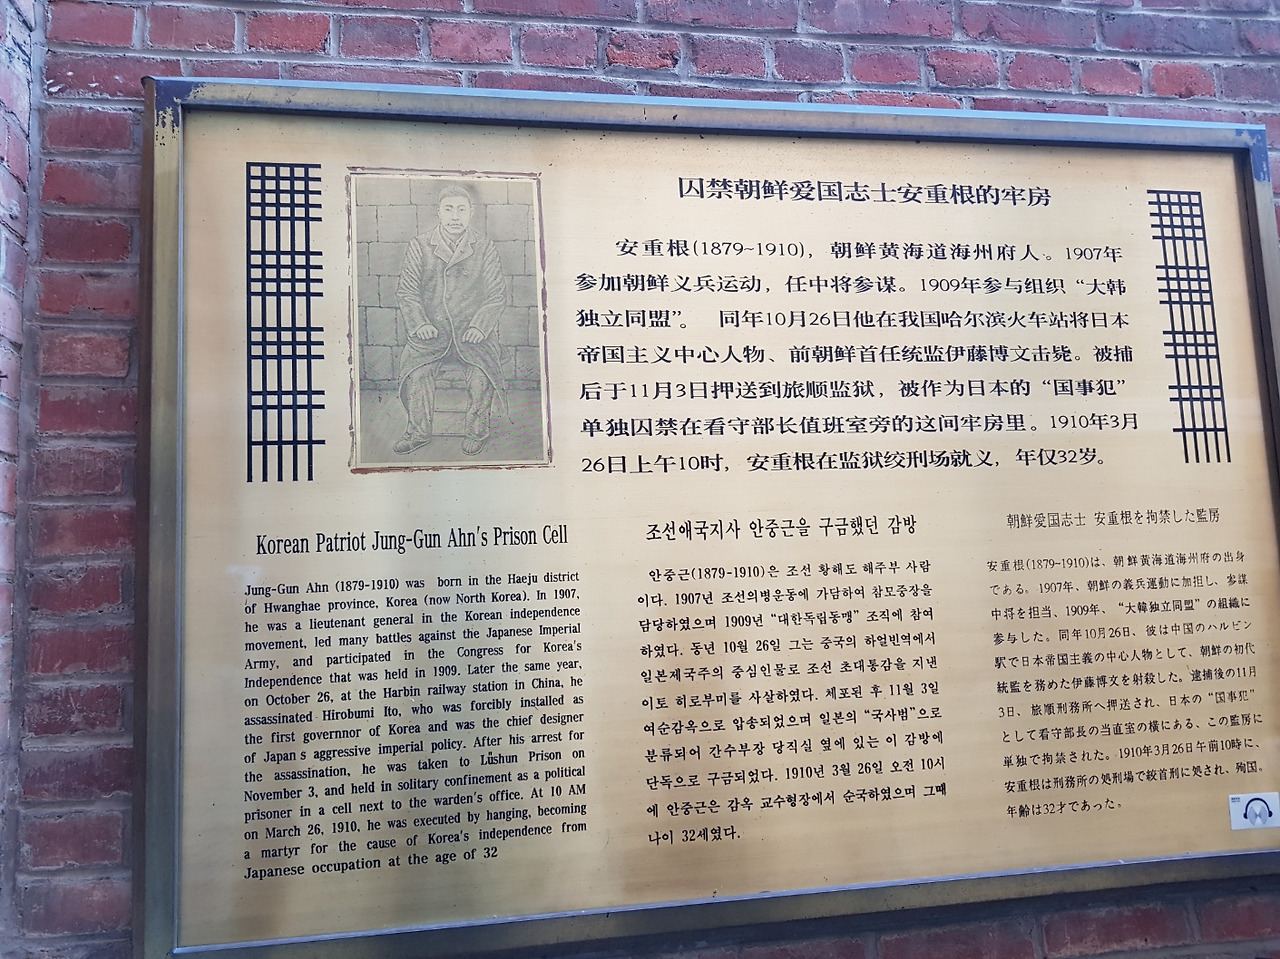 囚禁朝鲜爱国志士安重根的牢房
安重根(1879~1910)，朝鲜黄海道海州府人。1907年
参加朝鲜义兵运动，任中将参谋。1909年参与组织“大韩
独立同盟”。 同年10月26日他在我国哈尔滨火车站将日本
帝国主义中心人物、前朝鲜首任统监伊藤博文击毙。被捕
后于11月3日押送到旅顺监狱，被作为日本的“国事犯”
单独囚禁在看守部长值班室旁的这间牢房里。1910年3月
26日上午10时，安重根在监狱绞刑场就义，年仅32岁。
Korean Patriot Jung-Gun Ahn's Prison Cell
Jung-Gun Ahn (1879-1910) was born in the Haeju district
of Hwanghae province, Korea (now North Korea). In 1907,
he was a lieutenant general in the Korean independence
movement, led many battles against the Japanese Imperial
Army, and participated in the Congress for Korea's
Independence that was held in 1909. Later the same year,
on October 26, at the Harbin railway station in China, he
assassinated Hirobumi Ito, who was forcibly installed as
the first governnor of Korea and was the chief designer
of Japan s aggressive imperial policy. After his arrest for
the assassination, he was taken to Lüshun Prison on
November 3, and held in solitary confinement as a political
prisoner in a cell next to the warden's office. At 10 AM
on March 26, 1910, he was executed by hanging, becoming
a martyr for the cause of Korea's independence from
Japanese occupation at the age of 32
조선애국지사 안중근을 구금했던 감방
안중근(1879-1910)은 조선 황해도 해주부 사람
이다. 1907년 조선의병운동에 가담하여 참모중장을
담당하였으며 1909년 “대한독립동맹” 조직에 참여
하였다. 동년 10월 26일 그는 중국의 하얼빈역에서
일본제국주의 중심인물로 조선 초대통감을 지낸
이토 히로부미를 사살하였다. 체포된 후 11월 3일
여순감옥으로 압송되었으며 일본의 “국사범”으로
분류되어 간수부장 당직실 옆에 있는 이 감방에
단독으로 구금되었다. 1910년 3월 26일 오전 10시
에 안중근은 감옥 교수형장에서 순국하였으며 그때
나이 32세였다.
朝鮮愛国志士 安重根を拘禁した監房
安重根(1879~1910)は、朝鮮黄海道海州府の出身
である。1907年、朝鮮の義兵運動に加担し、参謀
中将を担当、1909年、“大韓独立同盟”の組織に
参与した。同年10月26日、彼は中国のハルビン
駅で日本帝国主義の中心人物として、朝鮮の初代
統監を務めた伊藤博文を射殺した。逮捕後の11月
3日、旅順刑務所へ押送され、日本の“国事犯”
として看守部長の当直室の横にある、この監房に
単独で拘禁された。1910年3月26日午前10時に、
安重根は刑務所の処刑場で絞首刑に処され、殉国。
年齢は32才であった。